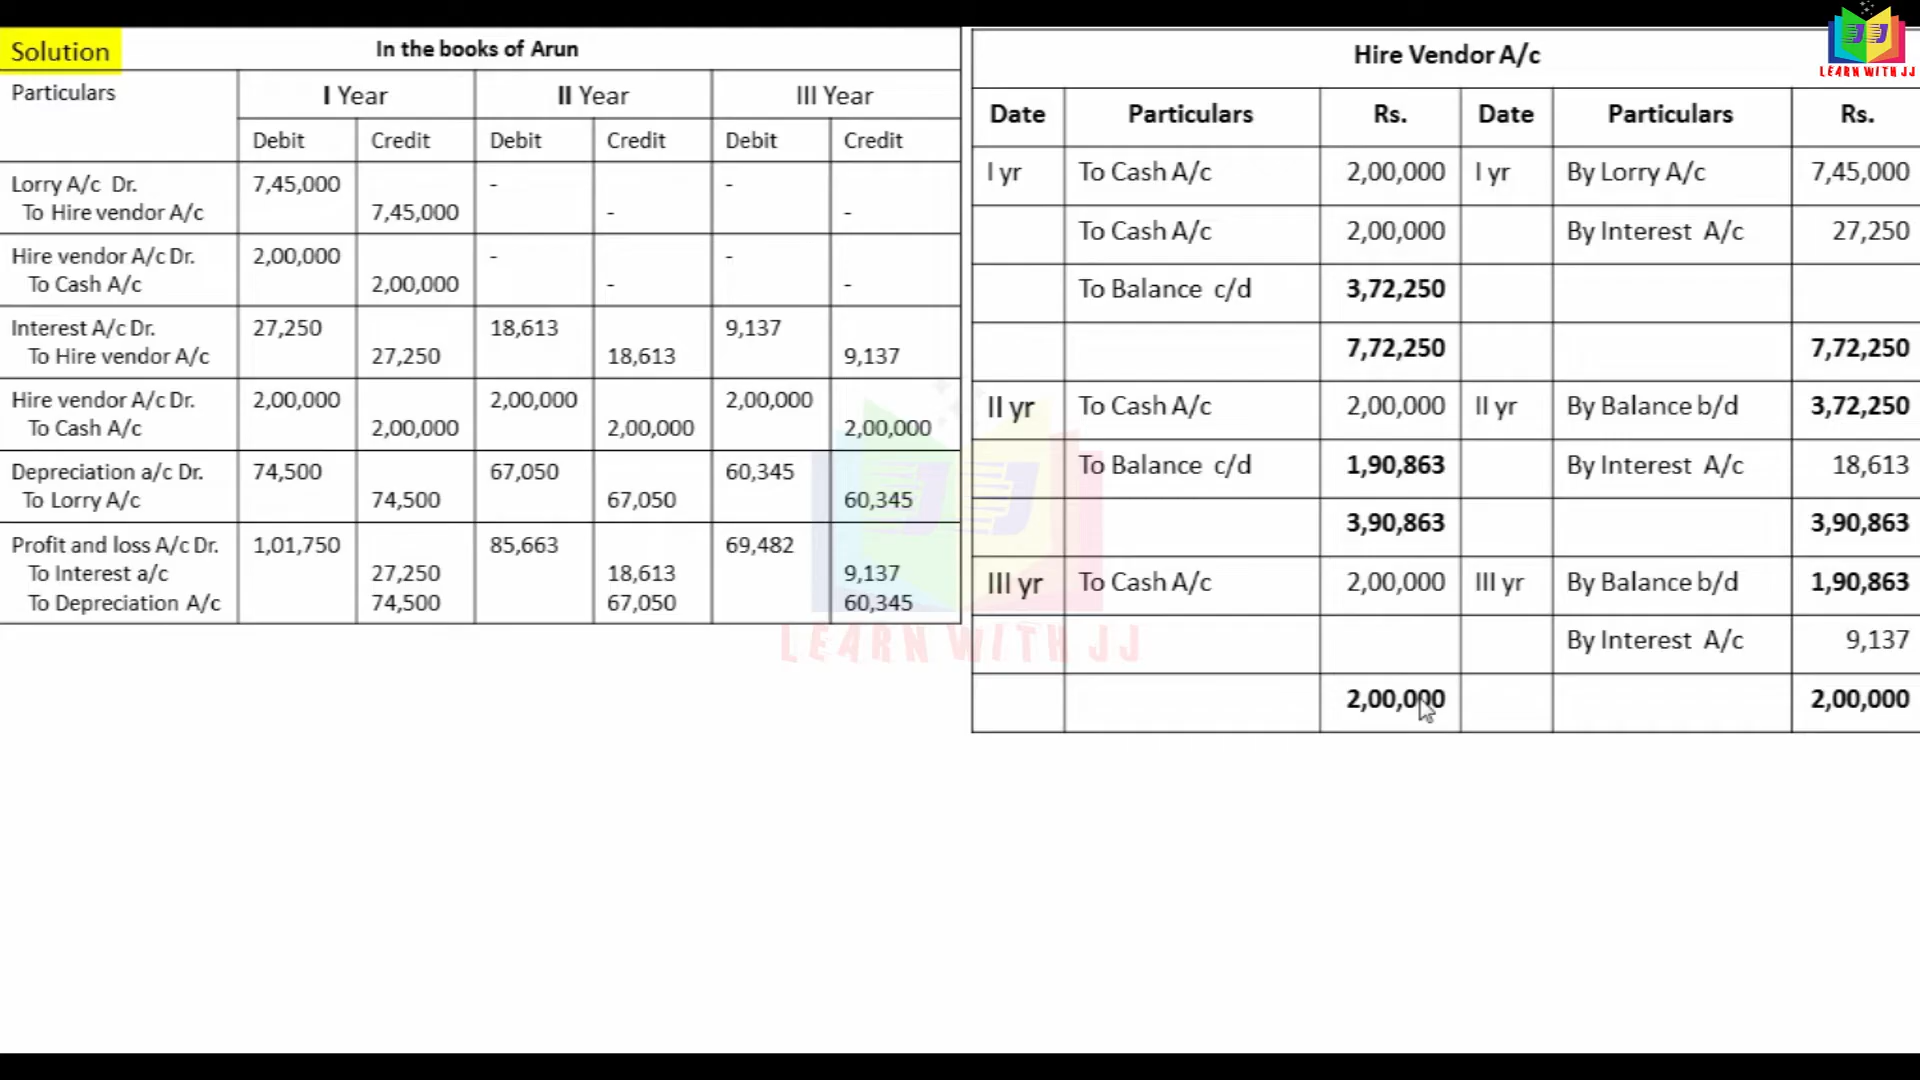 Solution
In the books of Arun
Particulars I Year II Year III Year
Debit Credit Debit Credit Debit Credit
Lorry A/c Dr. 7,45,000 - -
To Hire vendor A/c 7,45,000 - -
Hire vendor A/c Dr. 2,00,000 - -
To Cash A/c 2,00,000 - -
Interest A/c Dr. 27,250 18,613 9,137
To Hire vendor A/c 27,250 18,613 9,137
Hire vendor A/c Dr. 2,00,000 2,00,000 2,00,000
To Cash A/c 2,00,000 2,00,000 2,00,000
Depreciation a/c Dr. 74,500 67,050 60,345
To Lorry A/c 74,500 67,050 60,345
Profit and loss A/c Dr. 1,01,750 85,663 69,482
To Interest a/c 27,250 18,613 9,137
To Depreciation A/c 74,500 67,050 60,345
Hire Vendor A/c
Date Particulars Rs. Date Particulars Rs.
I yr To Cash A/c 2,00,000 I yr By Lorry A/c 7,45,000
To Cash A/c 2,00,000 By Interest A/c 27,250
To Balance c/d 3,72,250
7,72,250 7,72,250
II yr To Cash A/c 2,00,000 II yr By Balance b/d 3,72,250
To Balance c/d 1,90,863 By Interest A/c 18,613
3,90,863 3,90,863
III yr To Cash A/c 2,00,000 III yr By Balance b/d 1,90,863
By Interest A/c 9,137
2,00,000 2,00,000
JJ
LEARN WITH JJ
JJ
LEARN WITH JJ